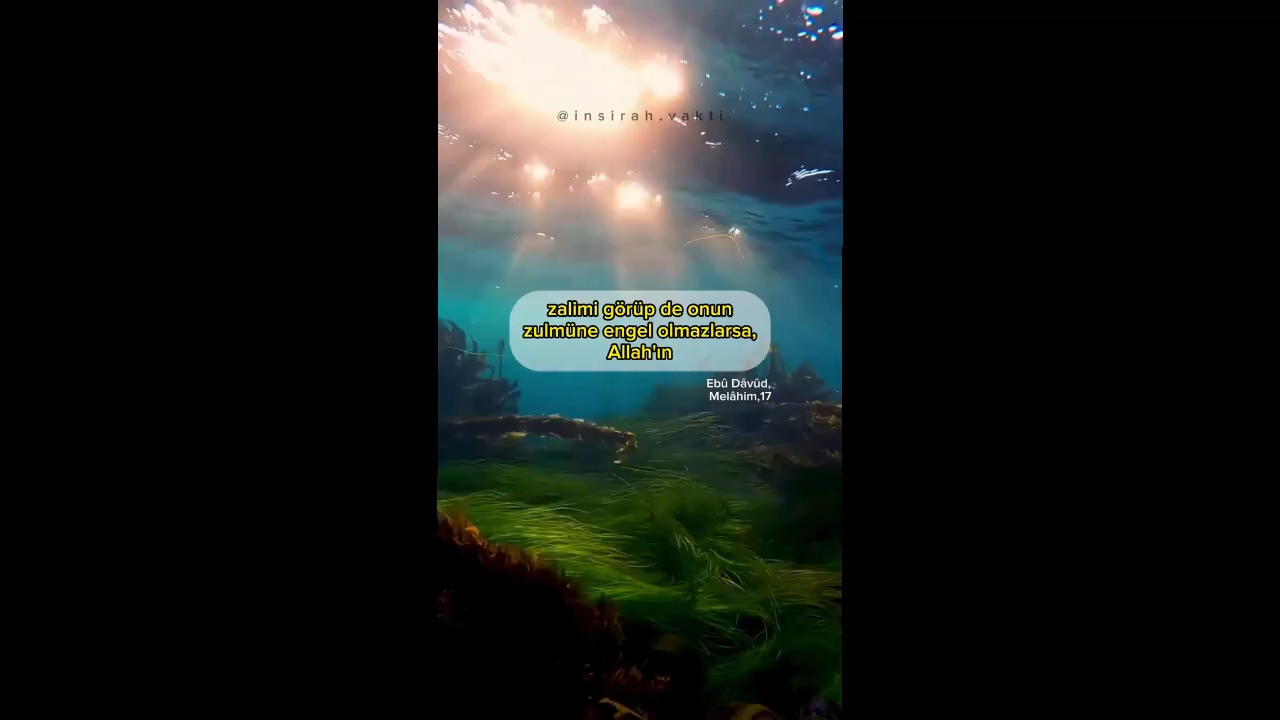 @insirah.vakti
zalimi görüp de onun
zulmüne engel olmazlarsa,
Allah'ın
Ebû Dâvûd,
Melâhim,17